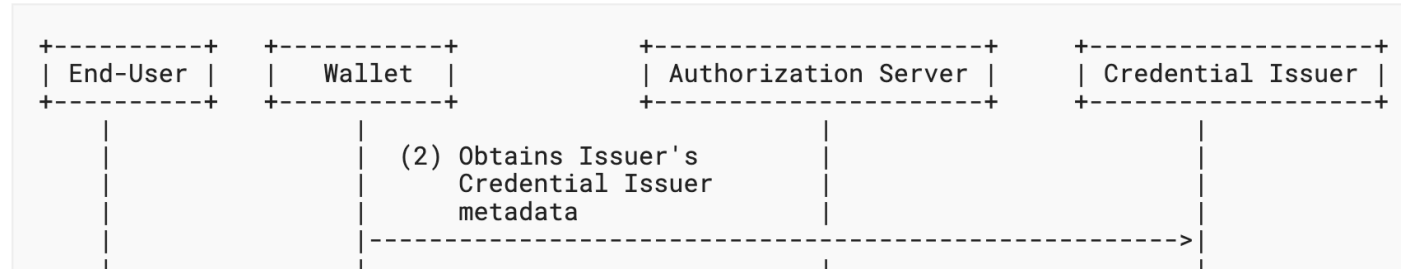 +----------+   +-----------+            +----------------------+     +-------------------+
| End-User |   |   Wallet  |            | Authorization Server |     | Credential Issuer |
+----------+   +-----------+            +----------------------+     +-------------------+
    |                |                              |                        |
    |                |  (2) Obtains Issuer's        |                        |
    |                |      Credential Issuer       |                        |
    |                |      metadata                |                        |
    |                |------------------------------------------------------>|
    |                |                              |                        |